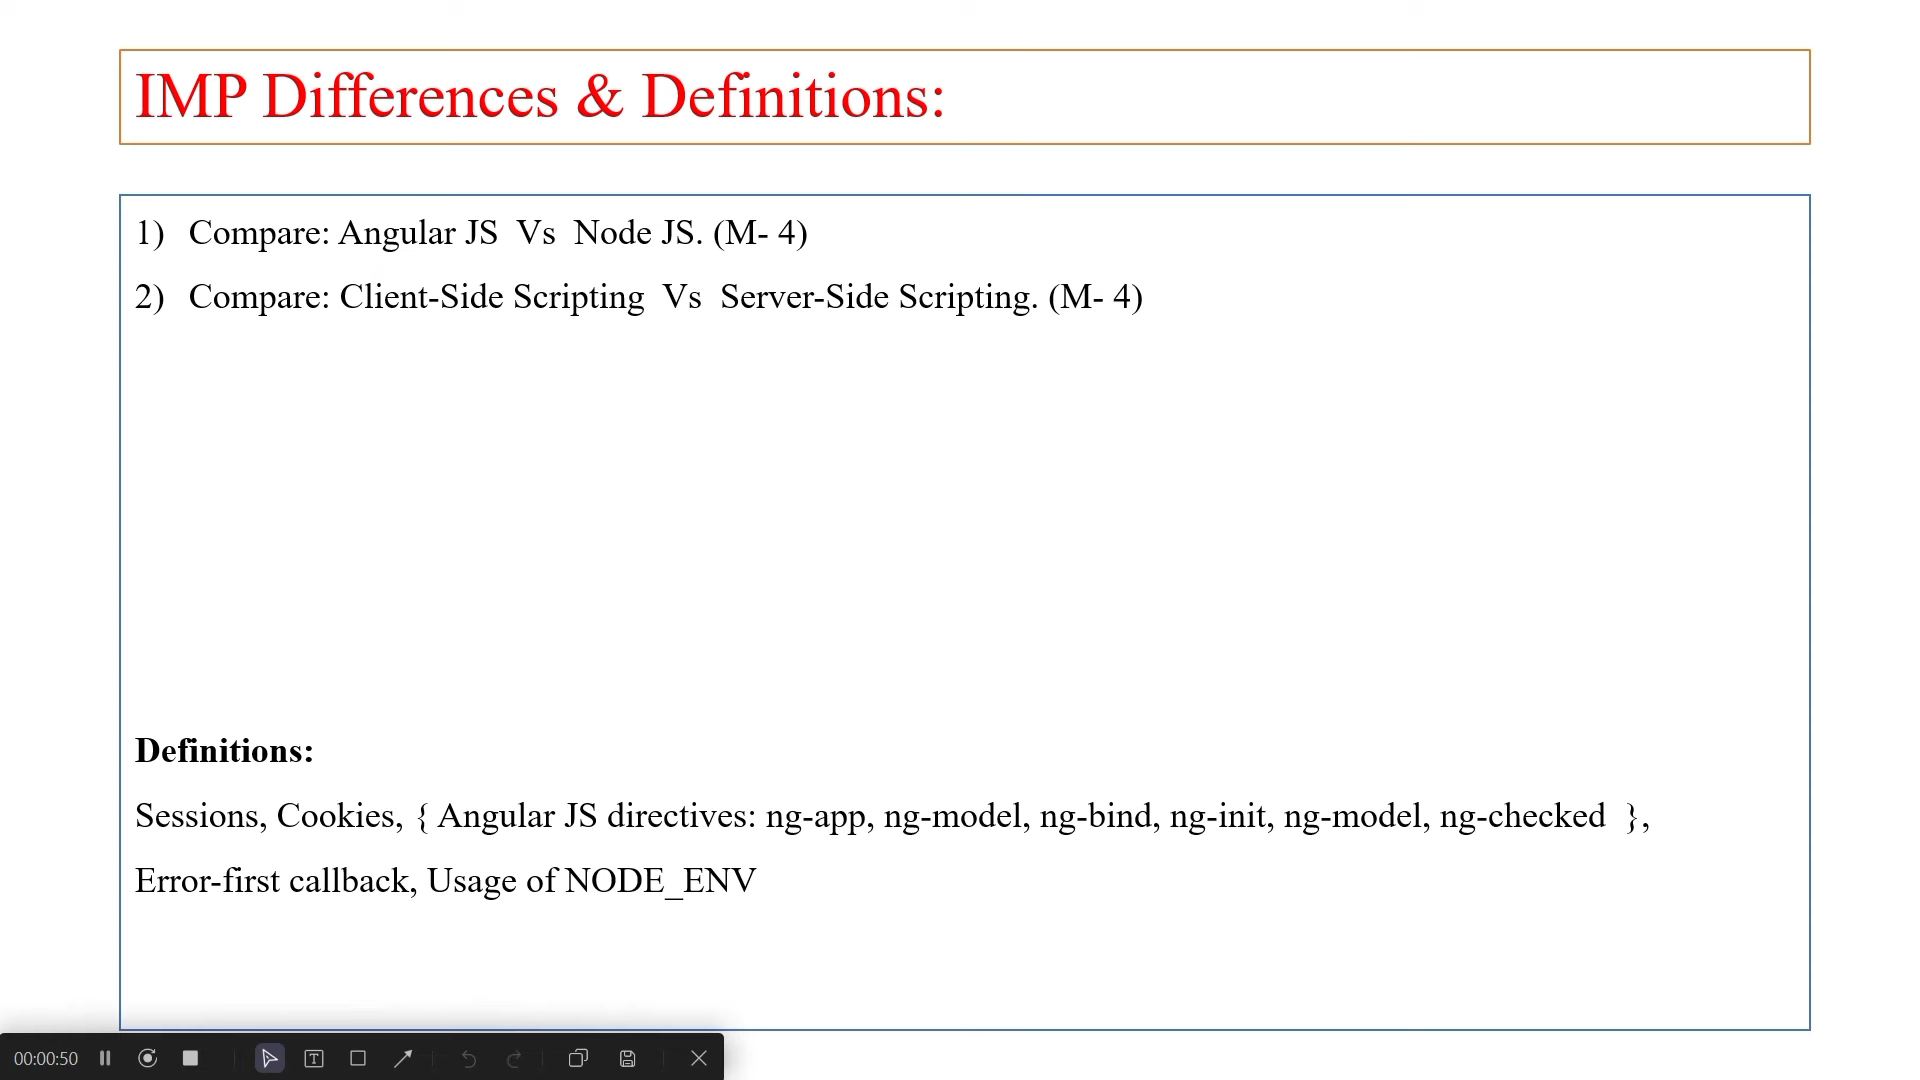 IMP Differences & Definitions:
1) Compare: Angular JS Vs Node JS. (M- 4)
2) Compare: Client-Side Scripting Vs Server-Side Scripting. (M- 4)
Definitions:
Sessions, Cookies, { Angular JS directives: ng-app, ng-model, ng-bind, ng-init, ng-model, ng-checked },
Error-first callback, Usage of NODE_ENV
00:00:50